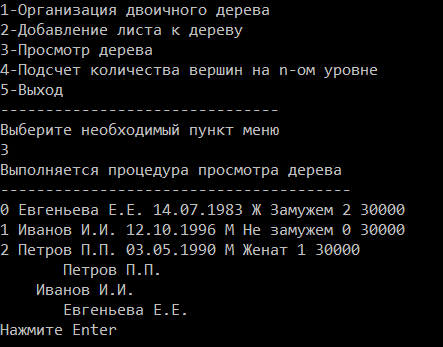 1-Организация двоичного дерева
2-Добавление листа к дереву
3-Просмотр дерева
4-Подсчет количества вершин на n-ом уровне
5-Выход
-------------------------------
Выберите необходимый пункт меню
3
Выполняется процедура просмотра дерева
---------------------------------------
0 Евгеньева Е.Е. 14.07.1983 Ж Замужем 2 30000
1 Иванов И.И. 12.10.1996 М Не замужем 0 30000
2 Петров П.П. 03.05.1990 М Женат 1 30000
Петров П.П.
Иванов И.И.
Евгеньева Е.Е.
Нажмите Enter